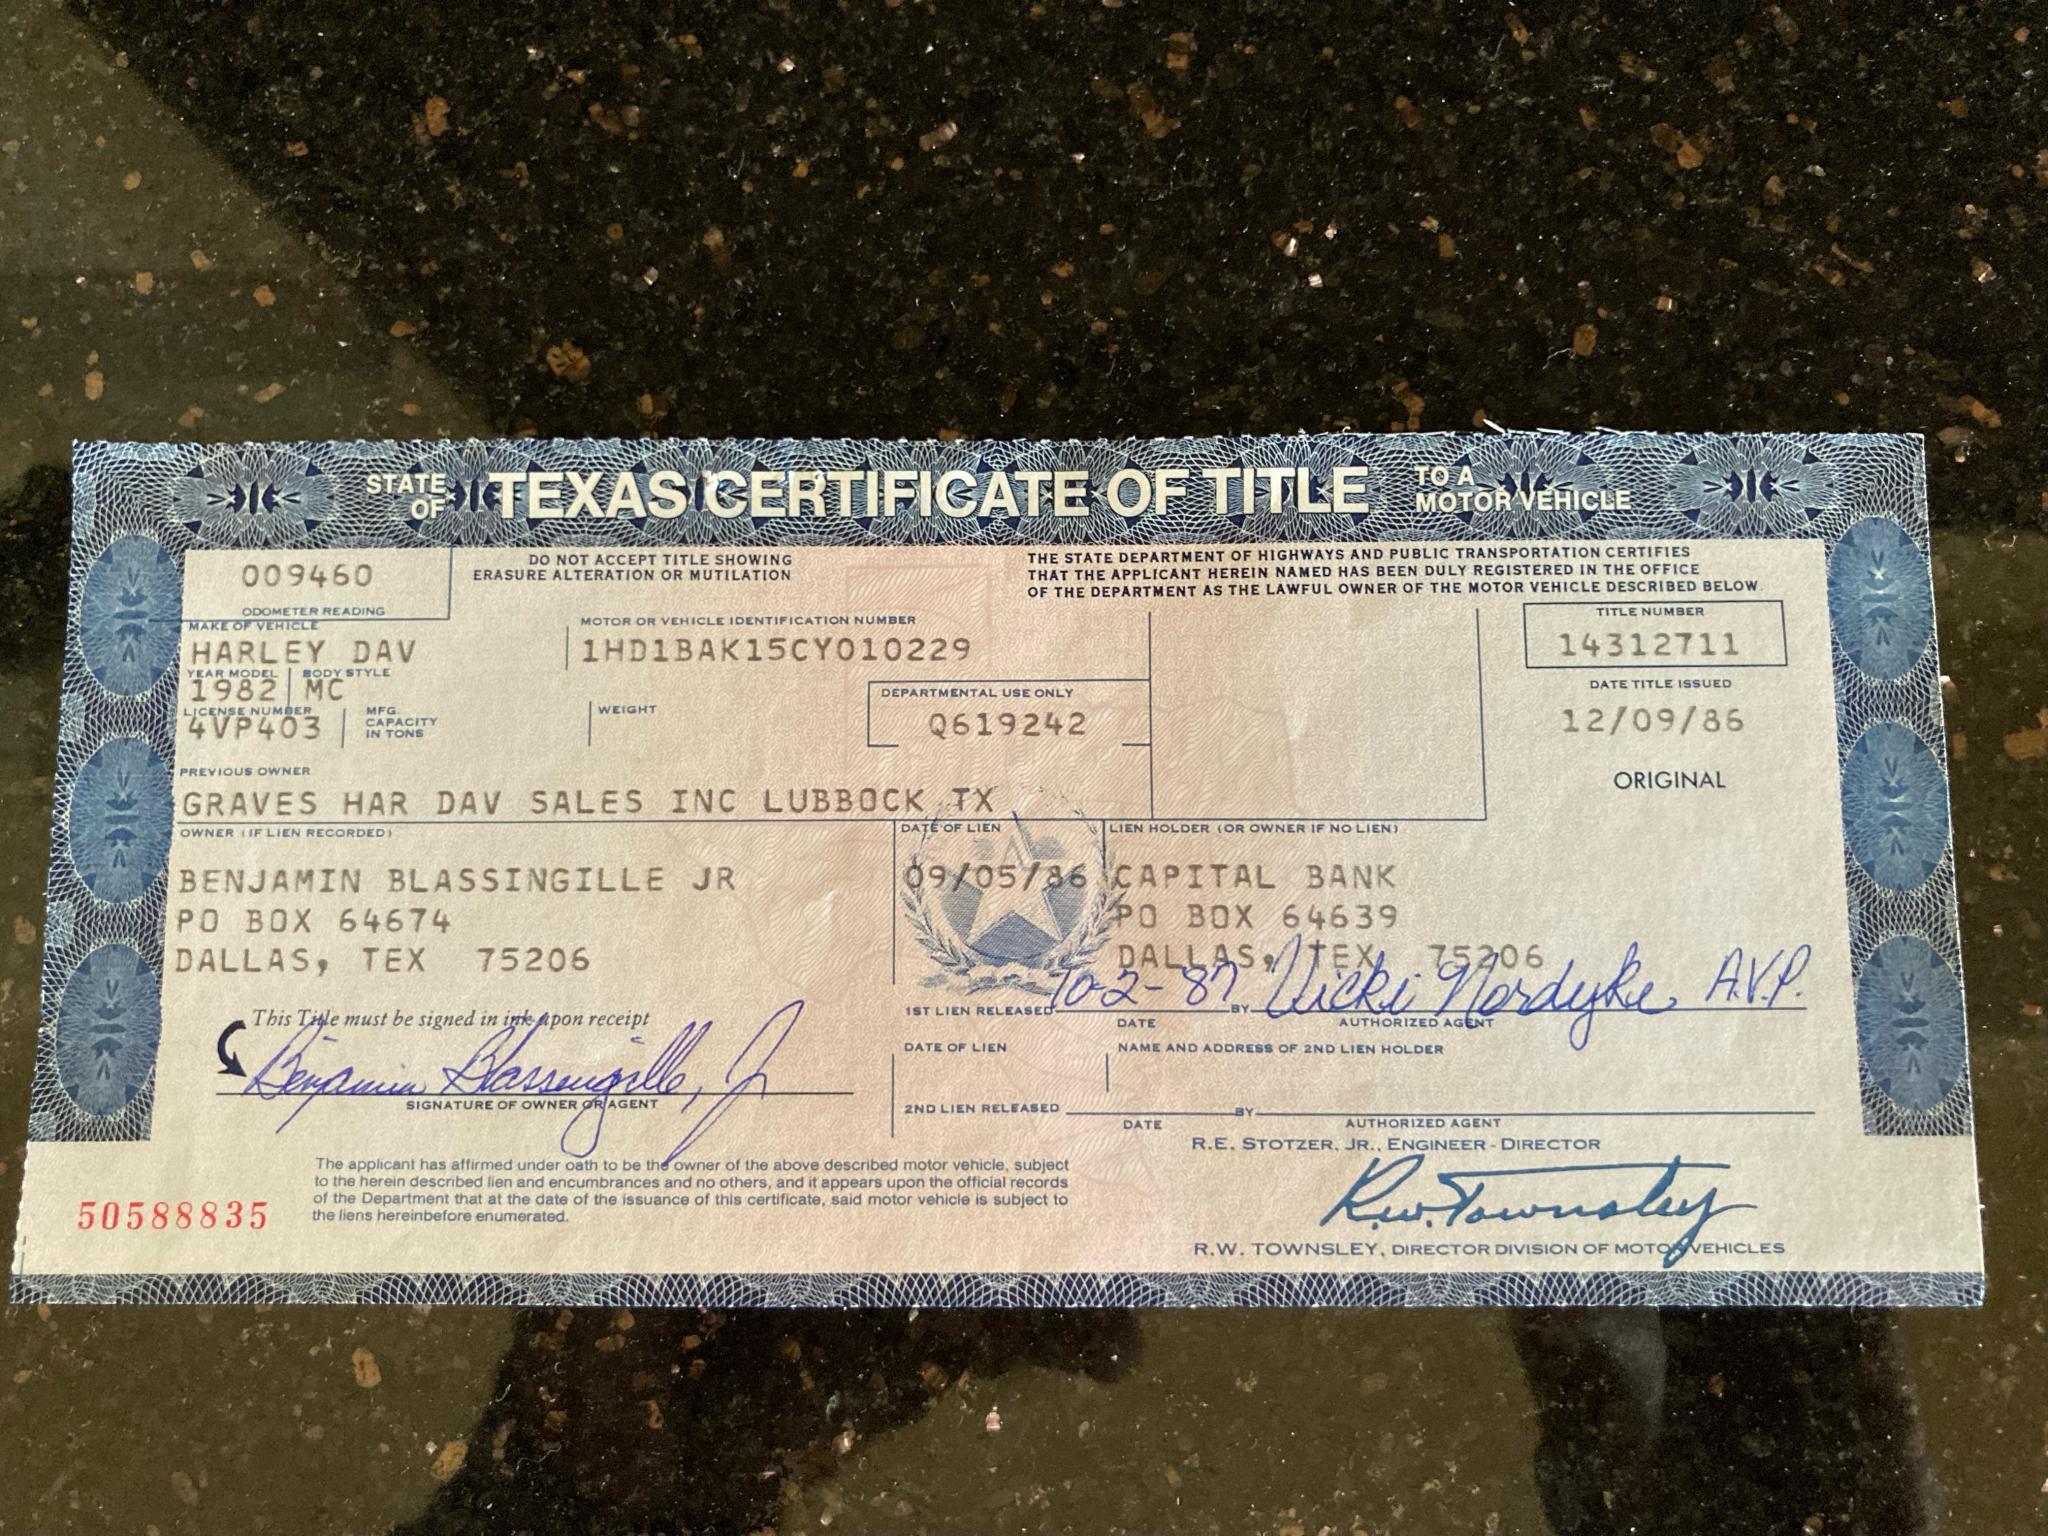 STATE OF TEXAS CERTIFICATE OF TITLE TO A MOTOR VEHICLE
009460
ODOMETER READING
DO NOT ACCEPT TITLE SHOWING
ERASURE ALTERATION OR MUTILATION
THE STATE DEPARTMENT OF HIGHWAYS AND PUBLIC TRANSPORTATION CERTIFIES
THAT THE APPLICANT HEREIN NAMED HAS BEEN DULY REGISTERED IN THE OFFICE
OF THE DEPARTMENT AS THE LAWFUL OWNER OF THE MOTOR VEHICLE DESCRIBED BELOW.
MAKE OF VEHICLE
HARLEY DAV
MOTOR OR VEHICLE IDENTIFICATION NUMBER
1HD1BAK15CY010229
TITLE NUMBER
14312711
YEAR MODEL BODY STYLE
1982 MC
DATE TITLE ISSUED
12/09/86
LICENSE NUMBER
4VP403
MFG.
CAPACITY
IN TONS
WEIGHT
DEPARTMENTAL USE ONLY
Q619242
ORIGINAL
PREVIOUS OWNER
GRAVES HAR DAV SALES INC LUBBOCK TX
OWNER (IF LIEN RECORDED)
BENJAMIN BLASSINGILLE JR
PO BOX 64674
DALLAS, TEX 75206
DATE OF LIEN
09/05/86
LIEN HOLDER (OR OWNER IF NO LIEN)
CAPITAL BANK
PO BOX 64639
DALLAS, TEX 75206
1ST LIEN RELEASED 10-2-87 BY Vicki Nordyke, A.V.P.
DATE AUTHORIZED AGENT
This Title must be signed in ink upon receipt
Benjamin Blassingille, Jr
SIGNATURE OF OWNER OR AGENT
DATE OF LIEN
NAME AND ADDRESS OF 2ND LIEN HOLDER
2ND LIEN RELEASED BY
DATE AUTHORIZED AGENT
R.E. STOTZER, JR., ENGINEER-DIRECTOR
R.W. Townsley
R.W. TOWNSLEY, DIRECTOR DIVISION OF MOTOR VEHICLES
50588835
The applicant has affirmed under oath to be the owner of the above described motor vehicle, subject
to the herein described lien and encumbrances and no others, and it appears upon the official records
of the Department that at the date of the issuance of this certificate, said motor vehicle is subject to
the liens hereinbefore enumerated.